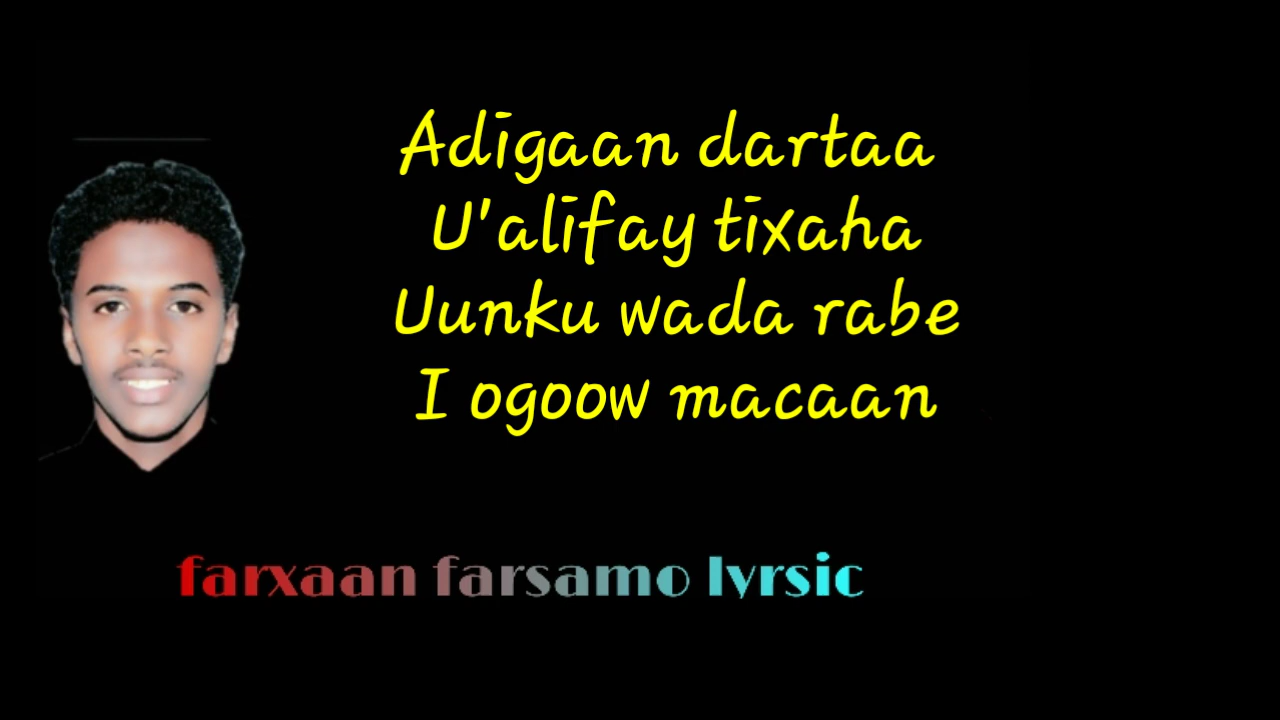 Adigaan dartaa
U'alifay tixaha
Uunku wada rabe
I ogoow macaan
farxaan farsamo lyrsic